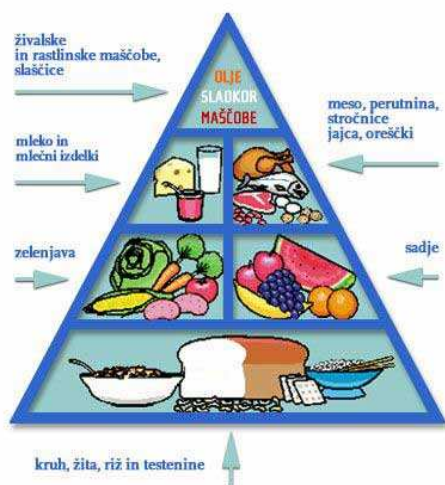 živalske
in rastlinske maščobe,
slaščice
OLJE
SLADKOR
MAŠČOBE
meso, perutnina,
stročnice
jajca, oreščki
mleko in
mlečni izdelki
zelenjava
sadje
kruh, žita, riž in testenine